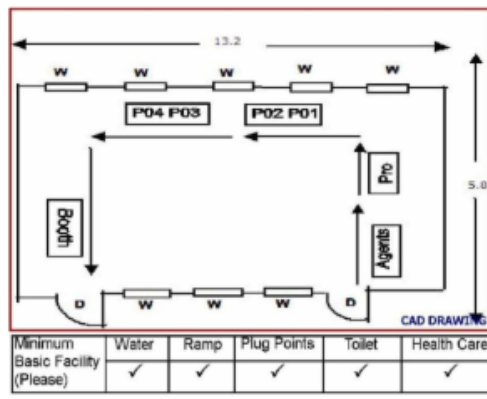 13.2
W W W W W
P04 P03 P02 P01
5.0
Pro
Booth
Agents
D W W W D
CAD DRAWING
Minimum Basic Facility (Please) Water Ramp Plug Points Toilet Health Care
✓ ✓ ✓ ✓ ✓